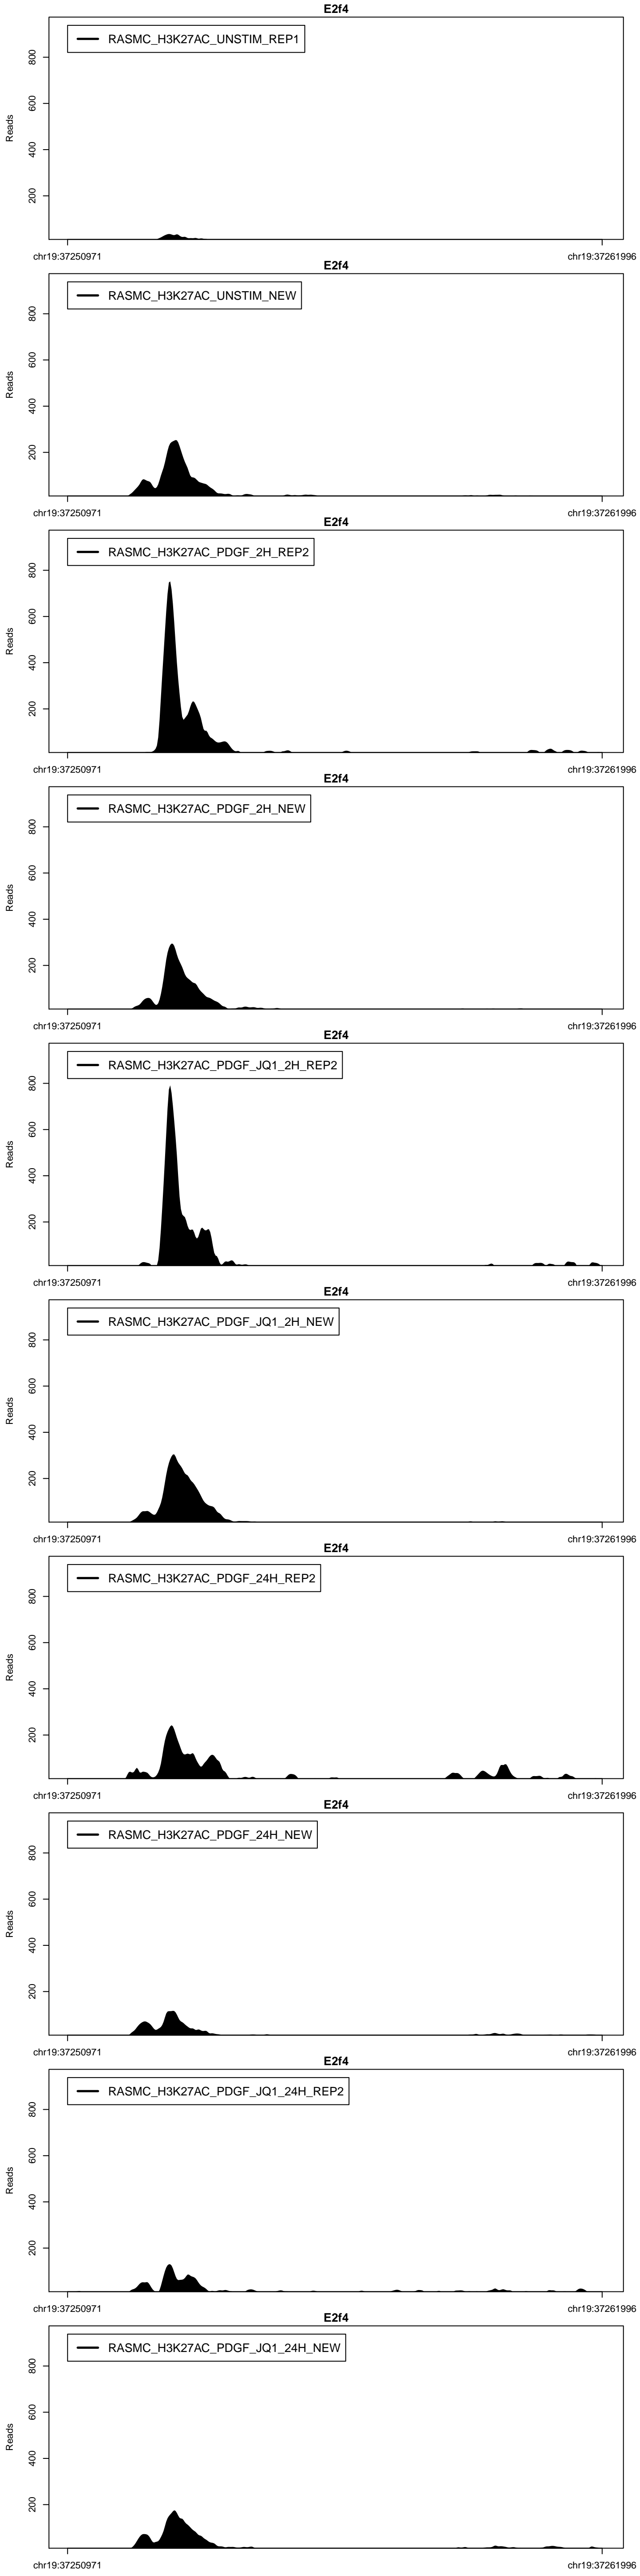 E2f4
RASMC_H3K27AC_UNSTIM_REP1
Reads
200 400 600 800
chr19:37250971 chr19:37261996
E2f4
RASMC_H3K27AC_UNSTIM_NEW
Reads
200 400 600 800
chr19:37250971 chr19:37261996
E2f4
RASMC_H3K27AC_PDGF_2H_REP2
Reads
200 400 600 800
chr19:37250971 chr19:37261996
E2f4
RASMC_H3K27AC_PDGF_2H_NEW
Reads
200 400 600 800
chr19:37250971 chr19:37261996
E2f4
RASMC_H3K27AC_PDGF_JQ1_2H_REP2
Reads
200 400 600 800
chr19:37250971 chr19:37261996
E2f4
RASMC_H3K27AC_PDGF_JQ1_2H_NEW
Reads
200 400 600 800
chr19:37250971 chr19:37261996
E2f4
RASMC_H3K27AC_PDGF_24H_REP2
Reads
200 400 600 800
chr19:37250971 chr19:37261996
E2f4
RASMC_H3K27AC_PDGF_24H_NEW
Reads
200 400 600 800
chr19:37250971 chr19:37261996
E2f4
RASMC_H3K27AC_PDGF_JQ1_24H_REP2
Reads
200 400 600 800
chr19:37250971 chr19:37261996
E2f4
RASMC_H3K27AC_PDGF_JQ1_24H_NEW
Reads
200 400 600 800
chr19:37250971 chr19:37261996